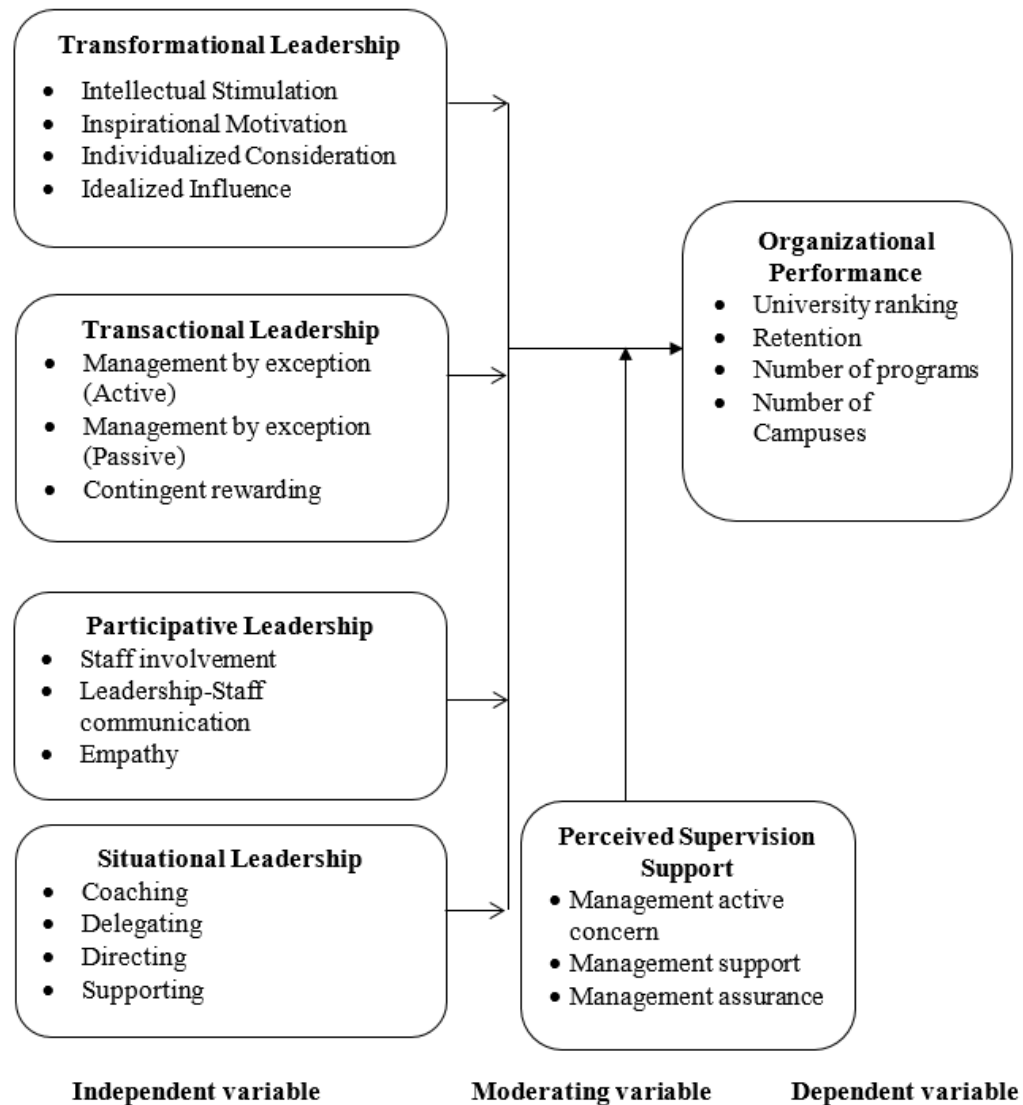 Transformational Leadership
• Intellectual Stimulation
• Inspirational Motivation
• Individualized Consideration
• Idealized Influence
Transactional Leadership
• Management by exception
(Active)
• Management by exception
(Passive)
• Contingent rewarding
Participative Leadership
• Staff involvement
• Leadership-Staff
communication
• Empathy
Situational Leadership
• Coaching
• Delegating
• Directing
• Supporting
Organizational
Performance
• University ranking
• Retention
• Number of programs
• Number of
Campuses
Perceived Supervision
Support
• Management active
concern
• Management support
• Management assurance
Independent variable
Moderating variable
Dependent variable